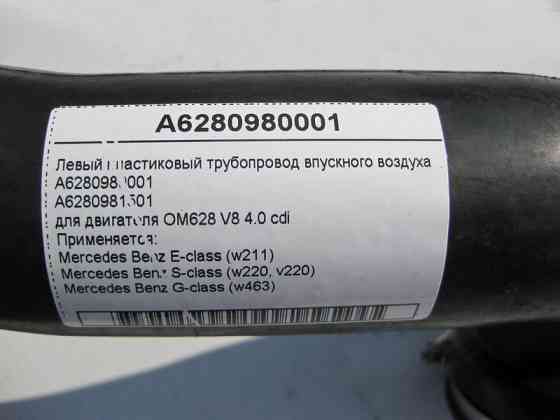 A6280980001
Левый пластиковый трубопровод впускного воздуха
A6280980001
A6280981501
для двигателя OM628 V8 4.0 cdi
Применяется:
Mercedes Benz E-class (w211)
Mercedes Benz S-class (w220, v220)
Mercedes Benz G-class (w463)